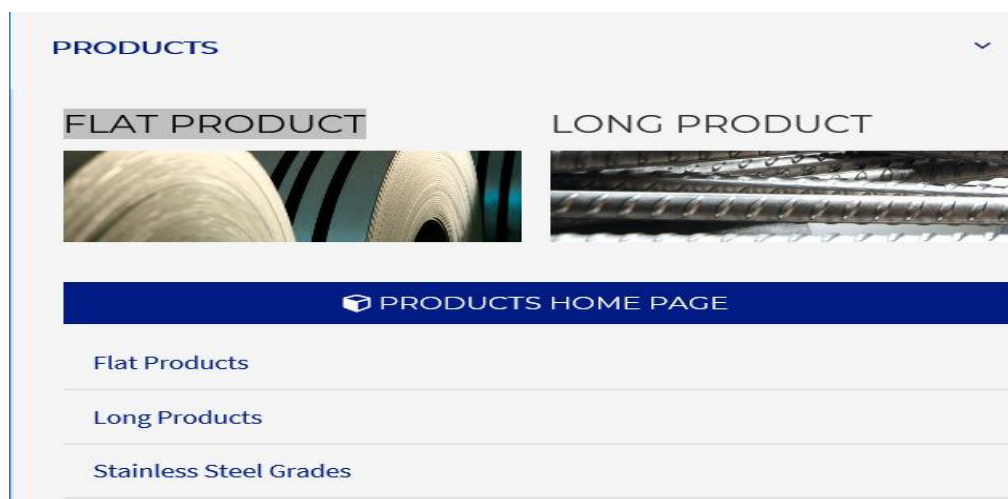 PRODUCTS
FLAT PRODUCT
LONG PRODUCT
PRODUCTS HOME PAGE
Flat Products
Long Products
Stainless Steel Grades